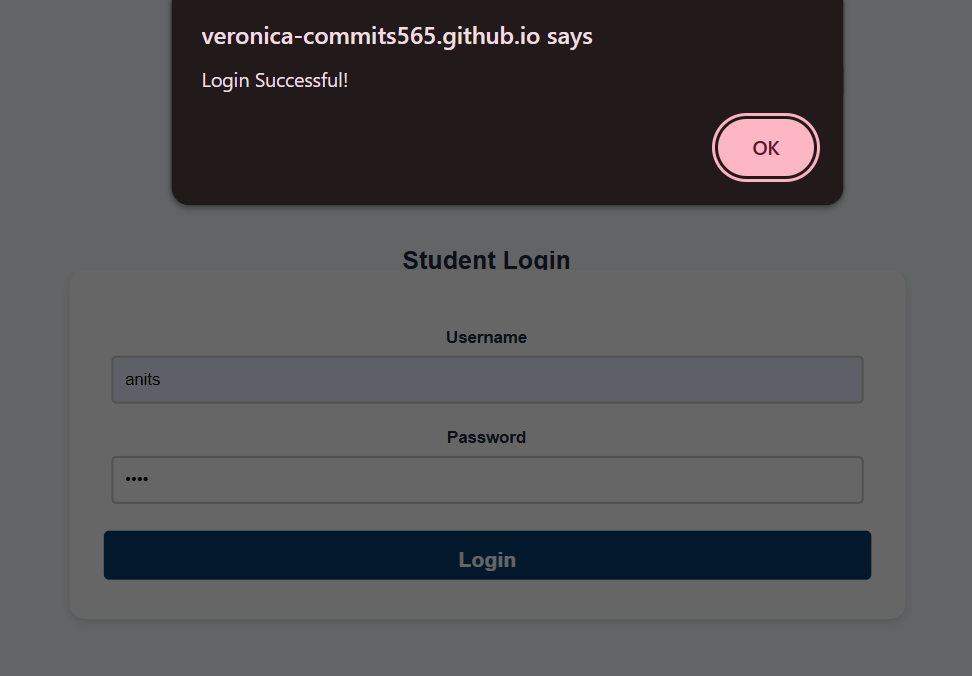 veronica-commits565.github.io says
Login Successful!
OK
Student Login
Username
anits
Password
••••
Login